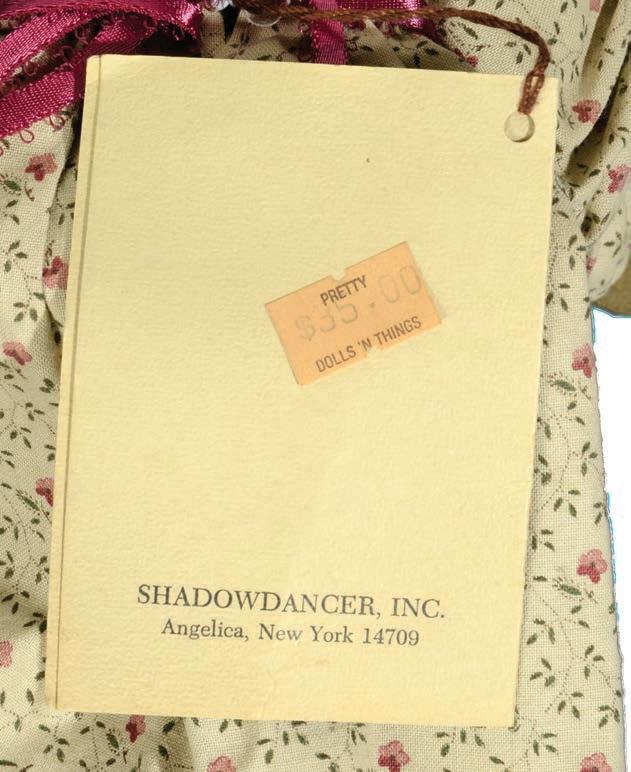 PRETTY
$35.00
DOLLS 'N THINGS
SHADOWDANCER, INC.
Angelica, New York 14709